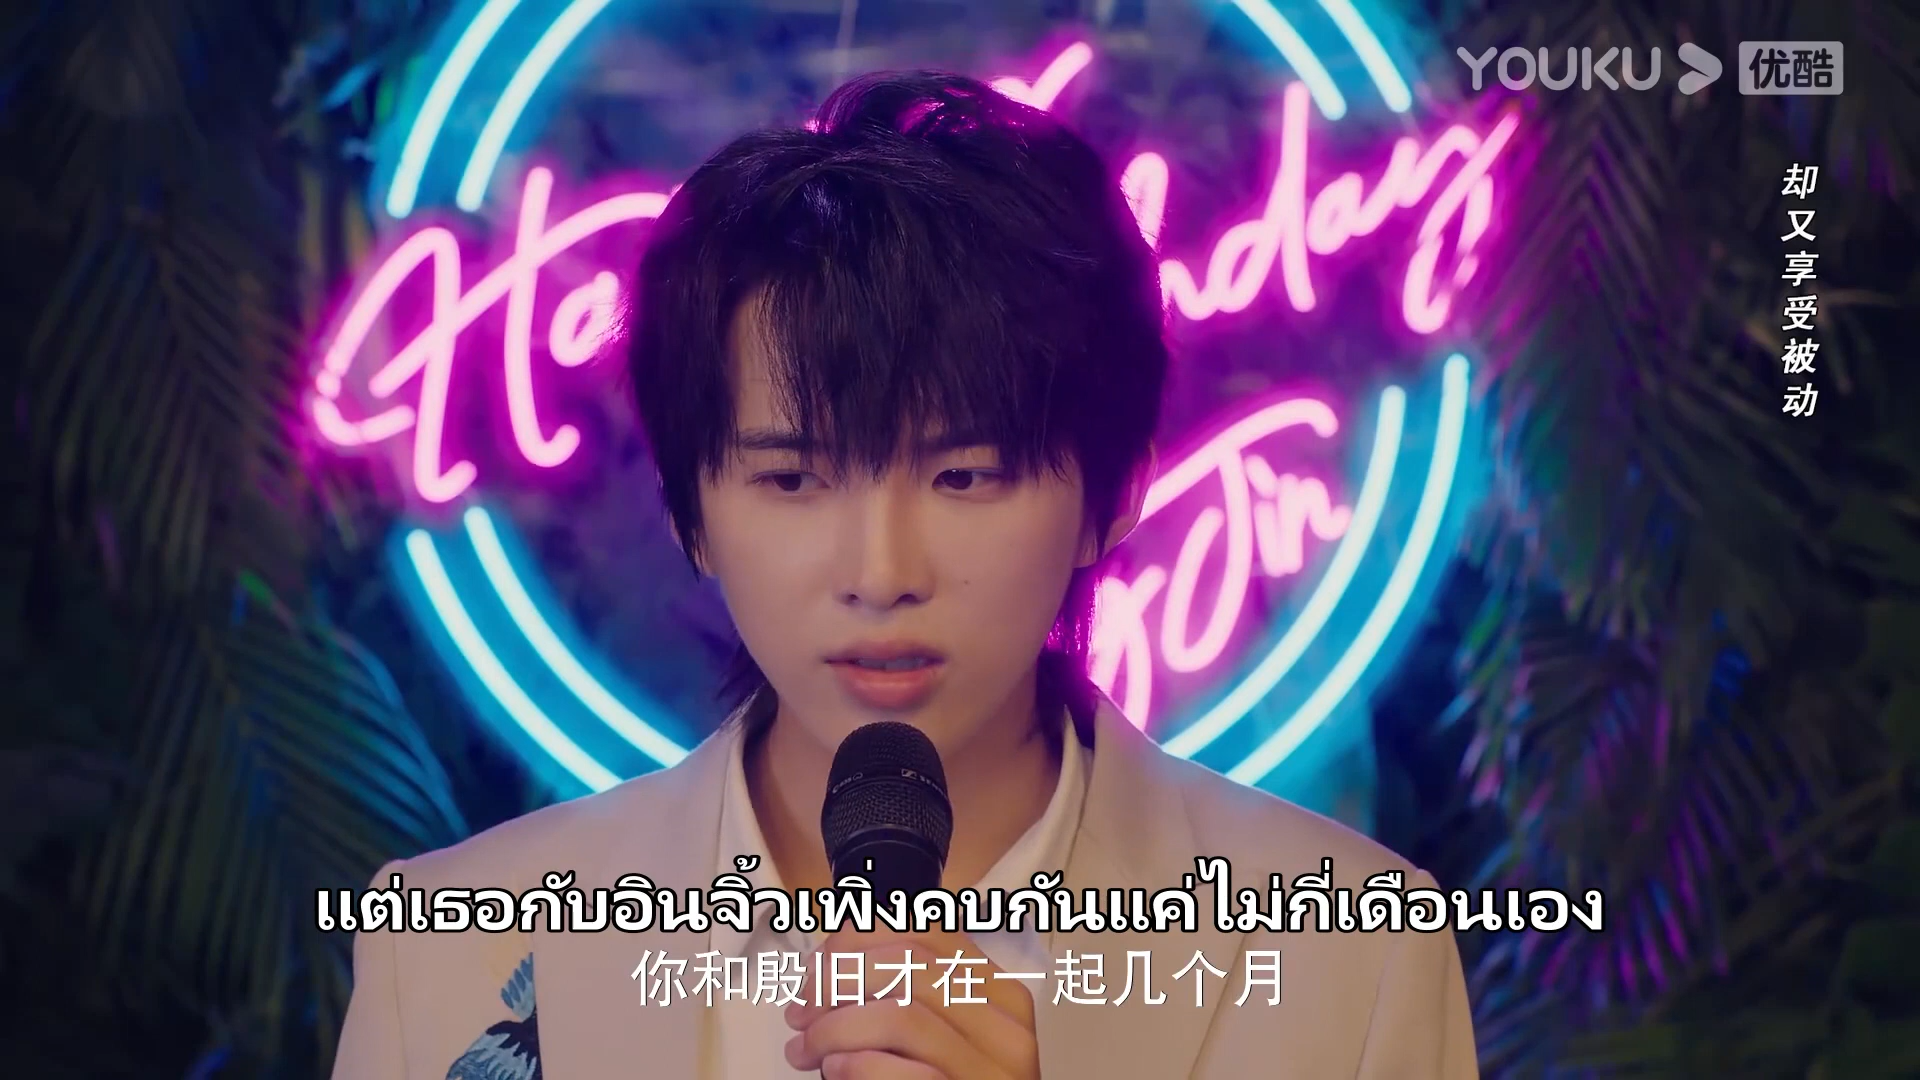 YOUKU 优酷
却又享受被动
Jin
แต่เธอกับอินจิ้วเพิ่งคบกันแค่ไม่กี่เดือนเอง
你和殷旧才在一起几个月